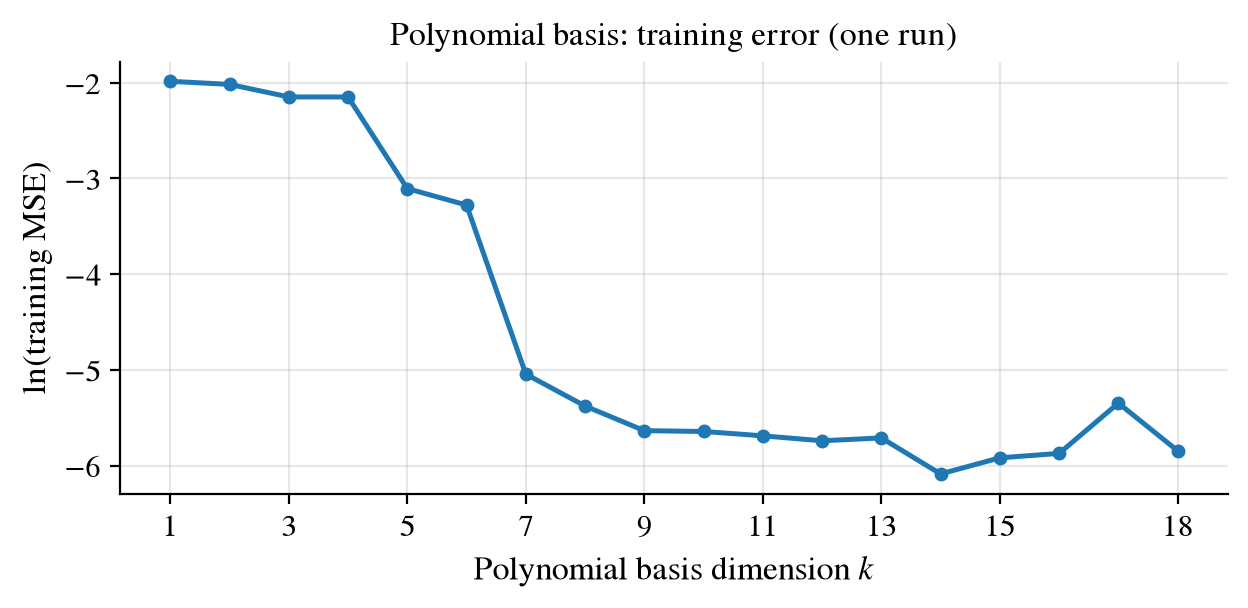 Polynomial basis: training error (one run)
ln(training MSE)
−2
−3
−4
−5
−6
1 3 5 7 9 11 13 15 18
Polynomial basis dimension k